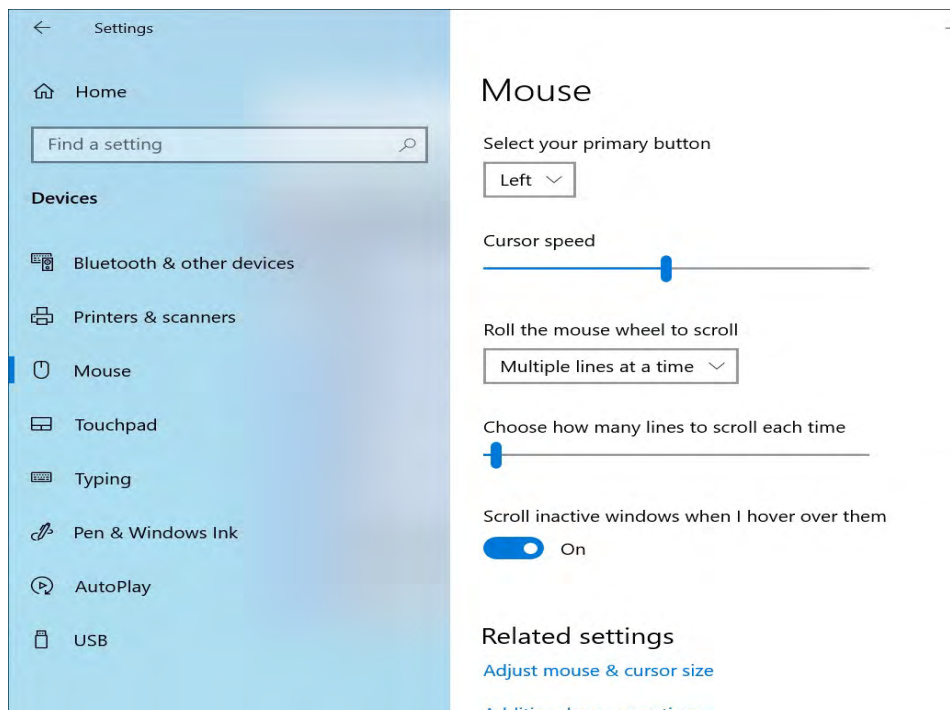 Settings
Home
Find a setting
Devices
Bluetooth & other devices
Printers & scanners
Mouse
Touchpad
Typing
Pen & Windows Ink
AutoPlay
USB
Mouse
Select your primary button
Left
Cursor speed
Roll the mouse wheel to scroll
Multiple lines at a time
Choose how many lines to scroll each time
Scroll inactive windows when I hover over them
On
Related settings
Adjust mouse & cursor size